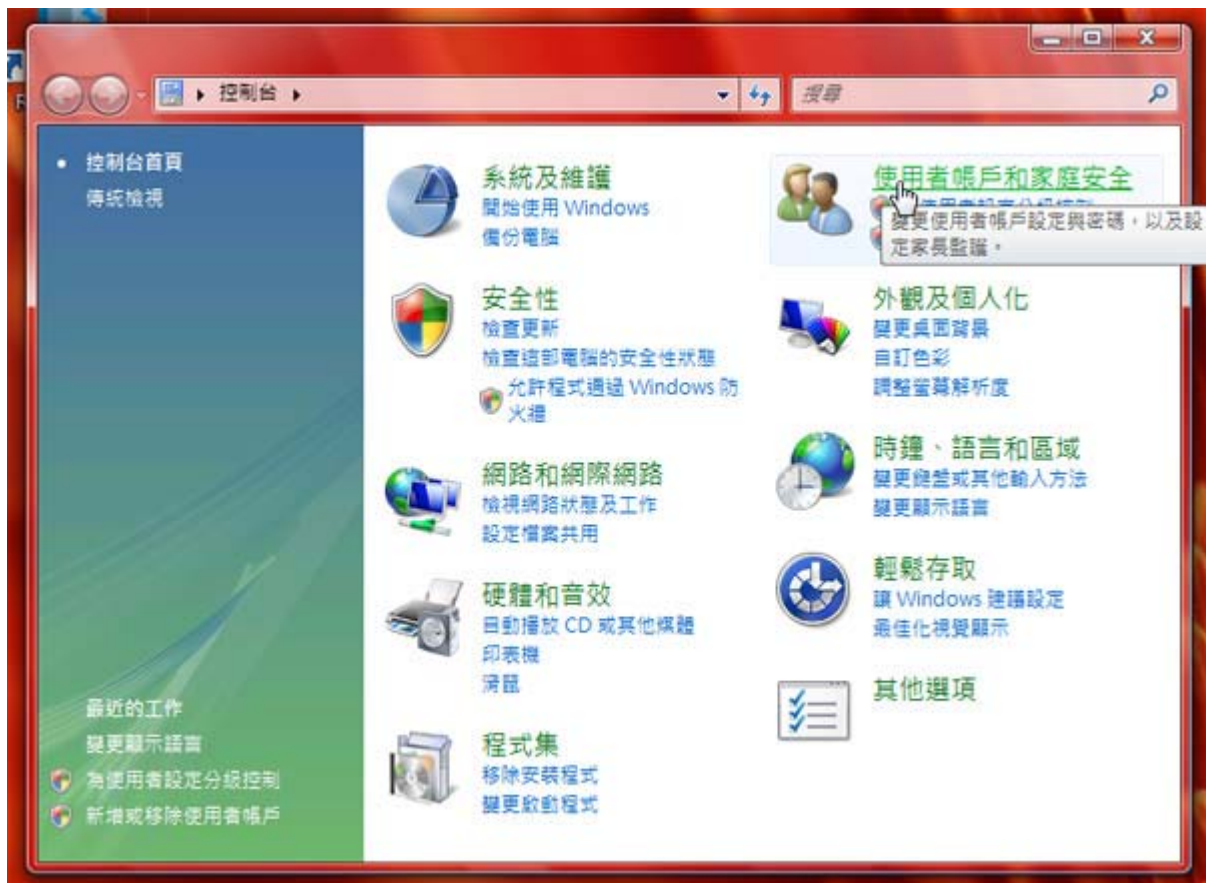 控制台
搜尋
控制台首頁
傳統檢視
系統及維護
開始使用 Windows
備份電腦
安全性
檢查更新
檢查這部電腦的安全性狀態
允許程式通過 Windows 防
火牆
網路和網際網路
檢視網路狀態及工作
設定檔案共用
硬體和音效
自動播放 CD 或其他媒體
印表機
滑鼠
程式集
移除安裝程式
變更啟動程式
使用者帳戶和家庭安全
變更使用者帳戶設定與密碼，以及設
定家長監護。
外觀及個人化
變更桌面背景
自訂色彩
調整螢幕解析度
時鐘、語言和區域
變更鍵盤或其他輸入方法
變更顯示語言
輕鬆存取
讓 Windows 建議設定
最佳化視覺顯示
其他選項
最近的工作
變更顯示語言
為使用者設定分級控制
新增或移除使用者帳戶